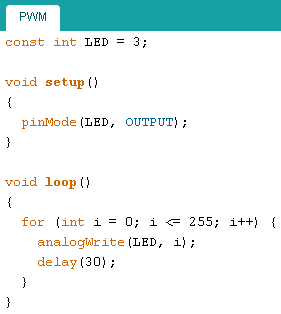 PWM
const int LED = 3;
void setup()
{
pinMode(LED, OUTPUT);
}
void loop()
{
for (int i = 0; i <= 255; i++) {
analogWrite(LED, i);
delay(30);
}
}